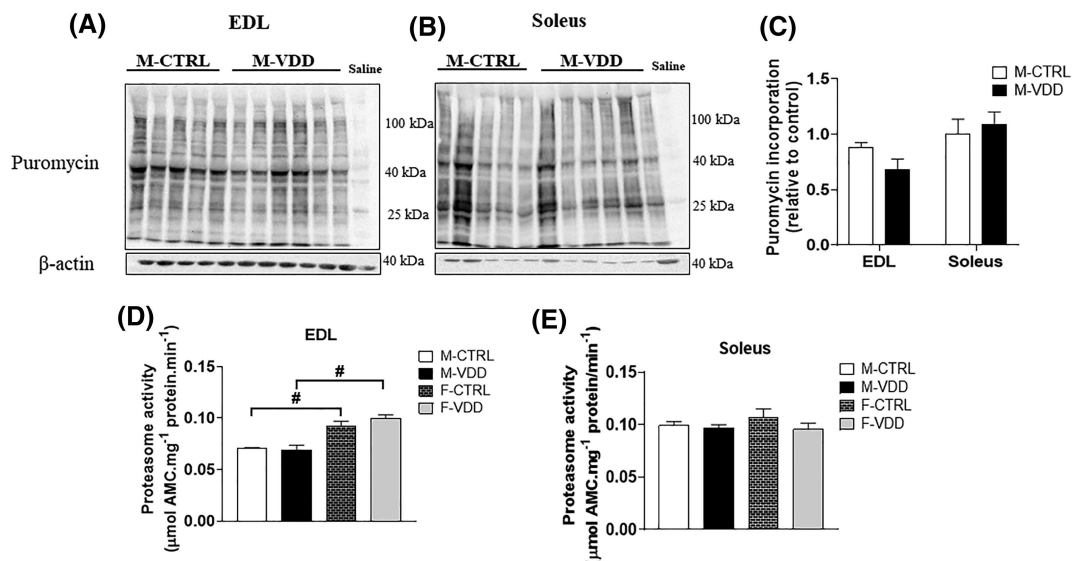 (A)
EDL
M-CTRL M-VDD Saline
Puromycin
100 kDa
40 kDa
25 kDa
β-actin
40 kDa
(B)
Soleus
M-CTRL M-VDD Saline
100 kDa
40 kDa
25 kDa
40 kDa
(C)
Puromycin incorporation
(relative to control)
1.5
1.0
0.5
0.0
EDL Soleus
M-CTRL
M-VDD
(D)
EDL
Proteasome activity
(µmol AMC.mg-1 protein.min-1)
0.15
0.10
0.05
0.00
#
#
M-CTRL
M-VDD
F-CTRL
F-VDD
(E)
Soleus
Proteasome activity
(µmol AMC.mg-1 protein/min-1)
0.15
0.10
0.05
0.00
M-CTRL
M-VDD
F-CTRL
F-VDD